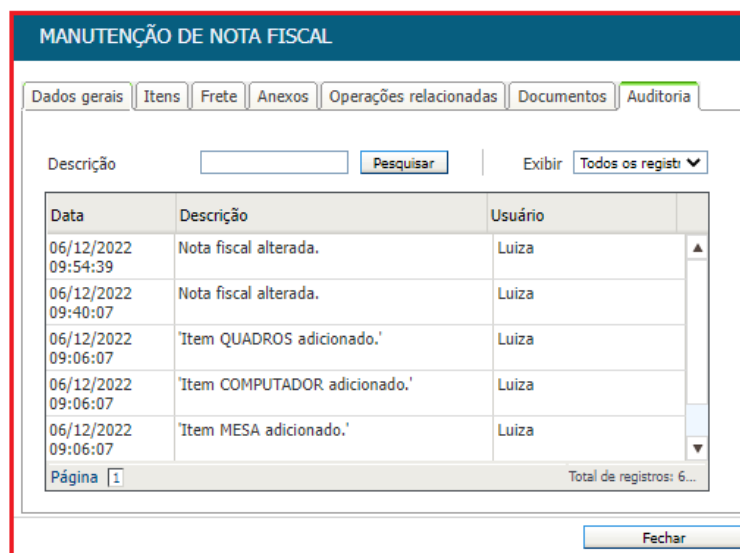 MANUTENÇÃO DE NOTA FISCAL
Dados gerais Itens Frete Anexos Operações relacionadas Documentos Auditoria
Descrição Pesquisar Exibir Todos os registr
Data Descrição Usuário
06/12/2022 09:54:39 Nota fiscal alterada. Luiza
06/12/2022 09:40:07 Nota fiscal alterada. Luiza
06/12/2022 09:06:07 'Item QUADROS adicionado.' Luiza
06/12/2022 09:06:07 'Item COMPUTADOR adicionado.' Luiza
06/12/2022 09:06:07 'Item MESA adicionado.' Luiza
Página 1 Total de registros: 6...
Fechar